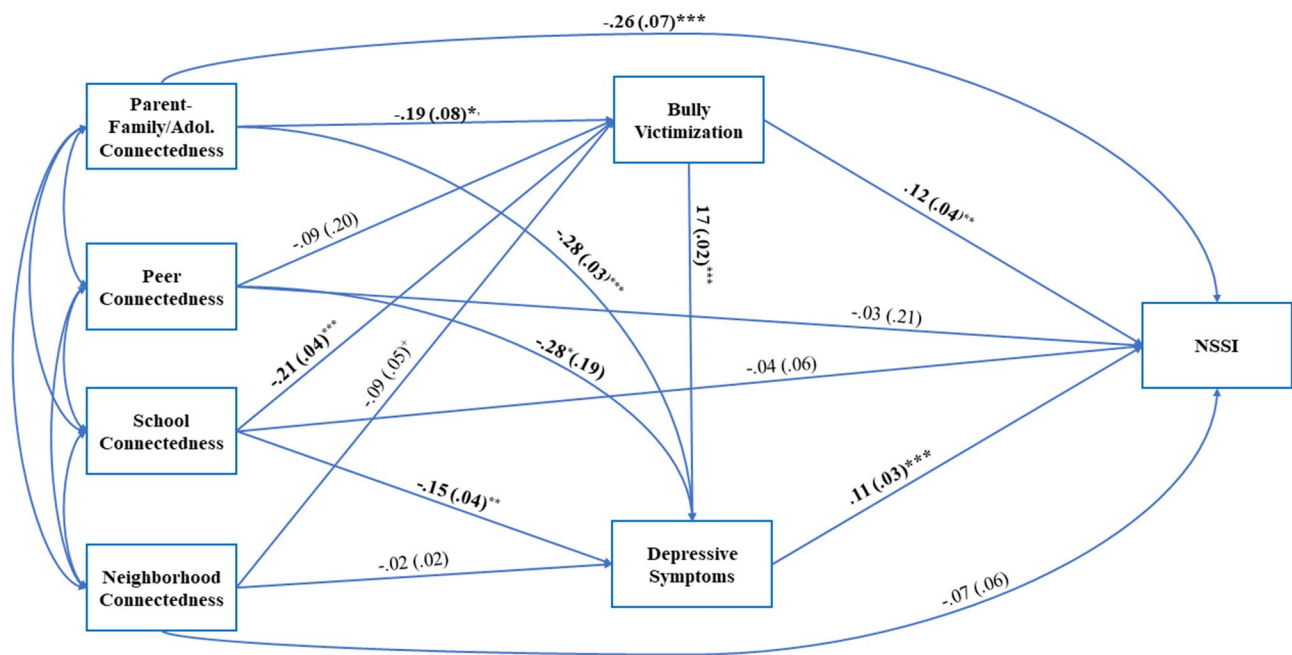 -.26 (.07)***
Parent-
Family/Adol.
Connectedness
-.19 (.08)*,
Bully
Victimization
.12 (.04)**
-.09 (.20)
-.28 (.03)***
17 (.02)***
Peer
Connectedness
-.03 (.21)
NSSI
-.21 (.04)***
-.09 (.05)+
-.28*(.19)
-.04 (.06)
School
Connectedness
-.15 (.04)**
.11 (.03)***
Neighborhood
Connectedness
-.02 (.02)
Depressive
Symptoms
-.07 (.06)